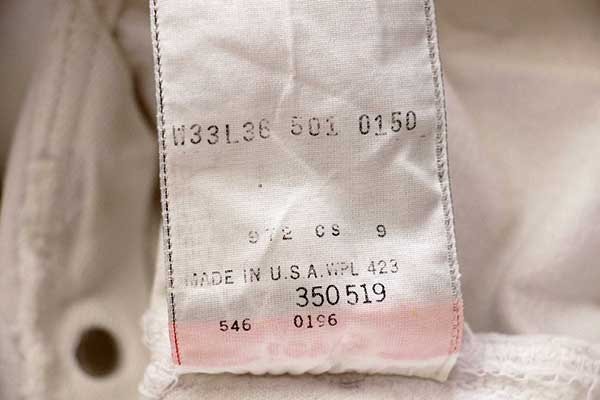 W33L36 501 0150
972 CS 9
MADE IN U.S.A. WPL 423
350519
546 0196